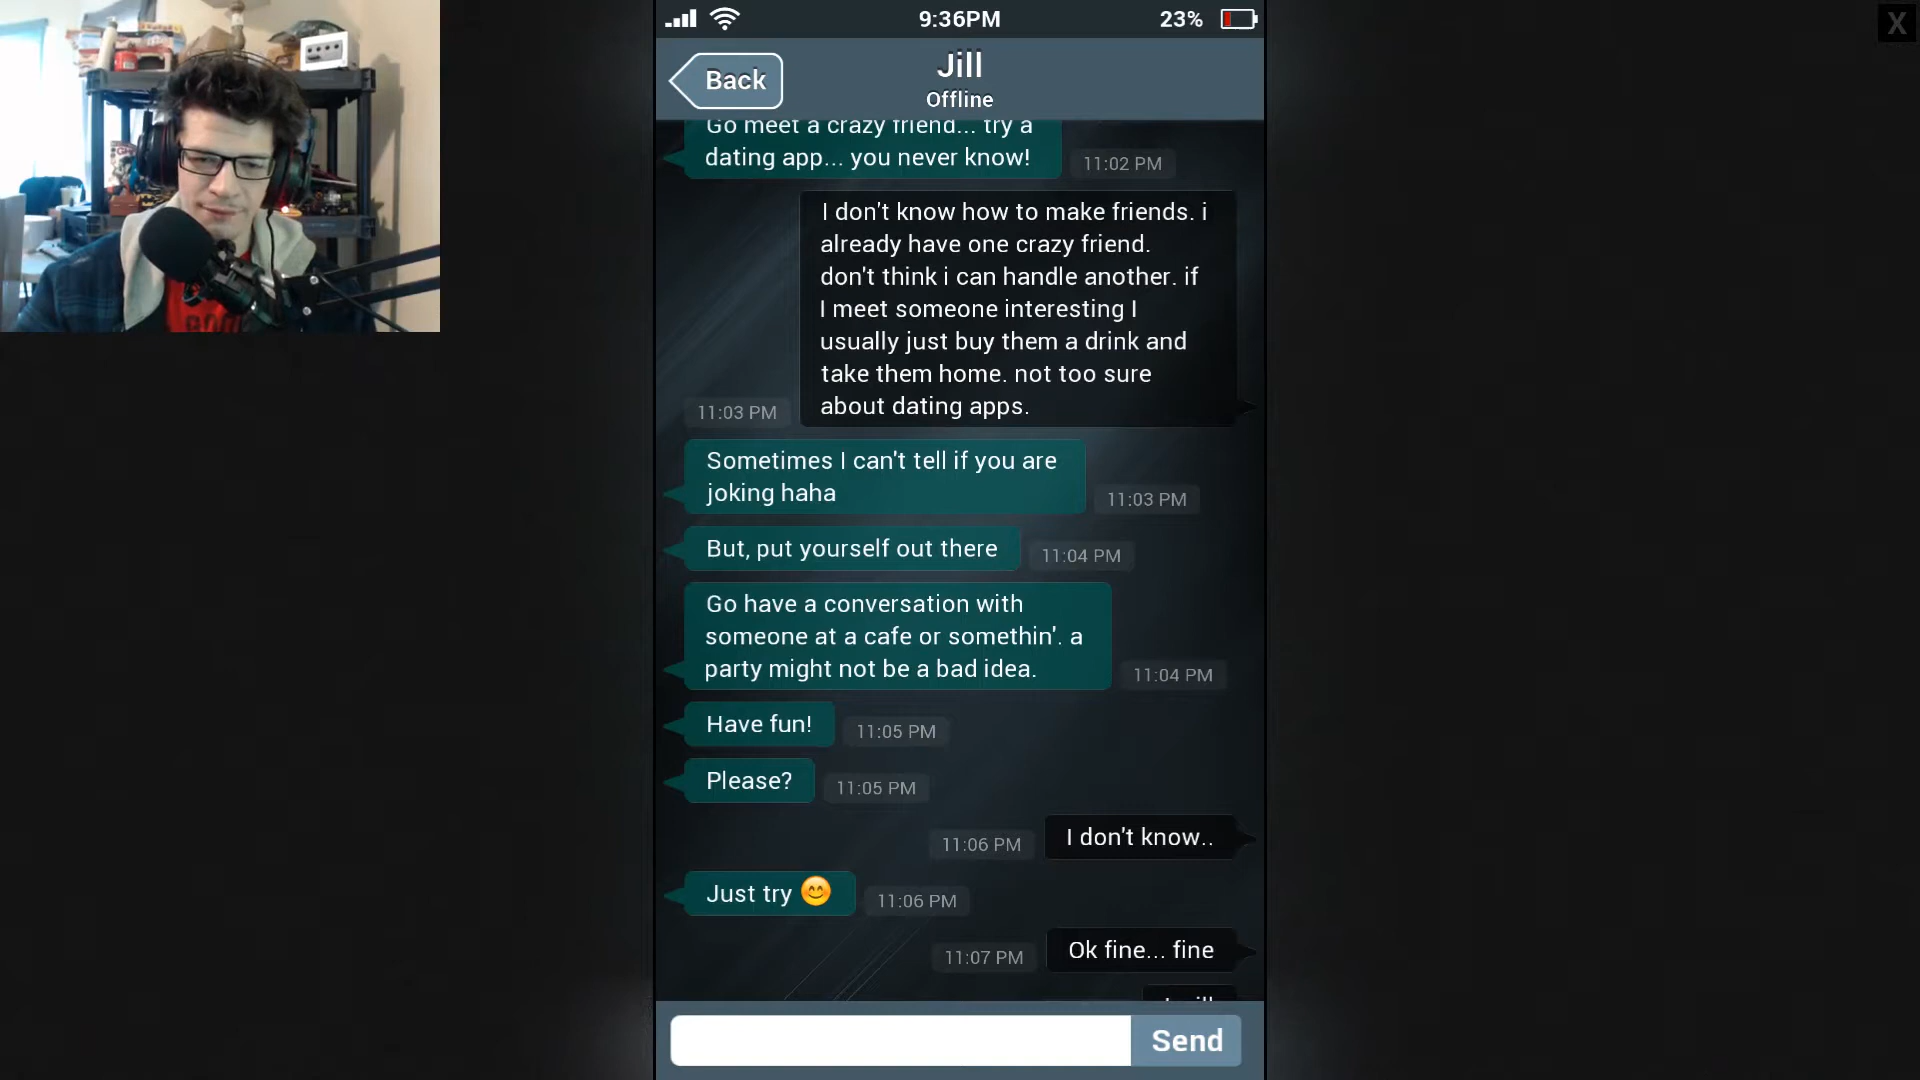 9:36PM
23%
X
Back
Jill
Offline
Go meet a crazy friend... try a
dating app... you never know!
11:02 PM
I don't know how to make friends. i
already have one crazy friend.
don't think i can handle another. if
I meet someone interesting I
usually just buy them a drink and
take them home. not too sure
about dating apps.
11:03 PM
Sometimes I can't tell if you are
joking haha
11:03 PM
But, put yourself out there
11:04 PM
Go have a conversation with
someone at a cafe or somethin'. a
party might not be a bad idea.
11:04 PM
Have fun!
11:05 PM
Please?
11:05 PM
I don't know..
11:06 PM
Just try 😊
11:06 PM
Ok fine... fine
11:07 PM
Send